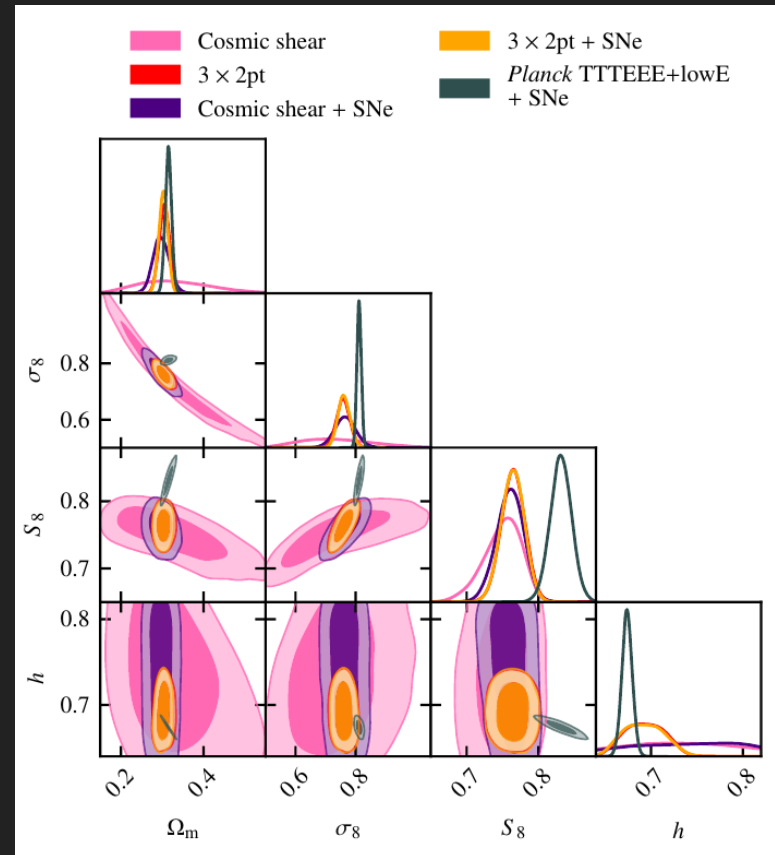 Cosmic shear
3 × 2pt
Cosmic shear + SNe
3 × 2pt + SNe
Planck TTTEEE+lowE
+ SNe
σ8
0.8
0.6
S8
0.8
0.7
h
0.8
0.7
0.2 0.4 0.6 0.8 0.7 0.8 0.7 0.8
Ωm σ8 S8 h